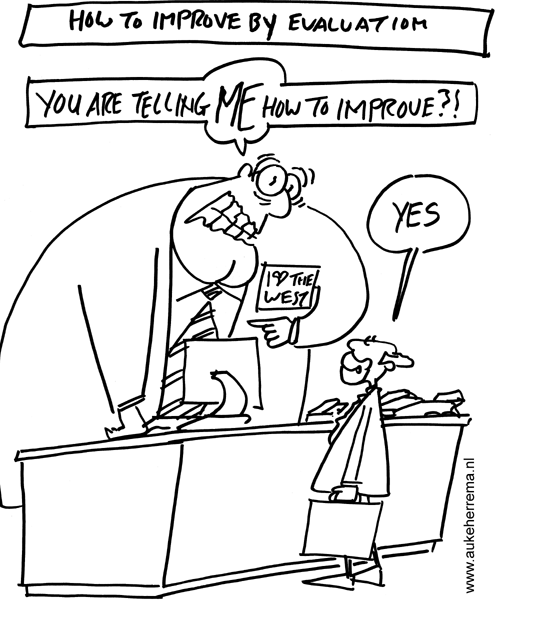 HOW TO IMPROVE BY EVALUATION
YOU ARE TELLING ME HOW TO IMPROVE?!
YES
I ♡ THE
WEST
www.aukeherrema.nl